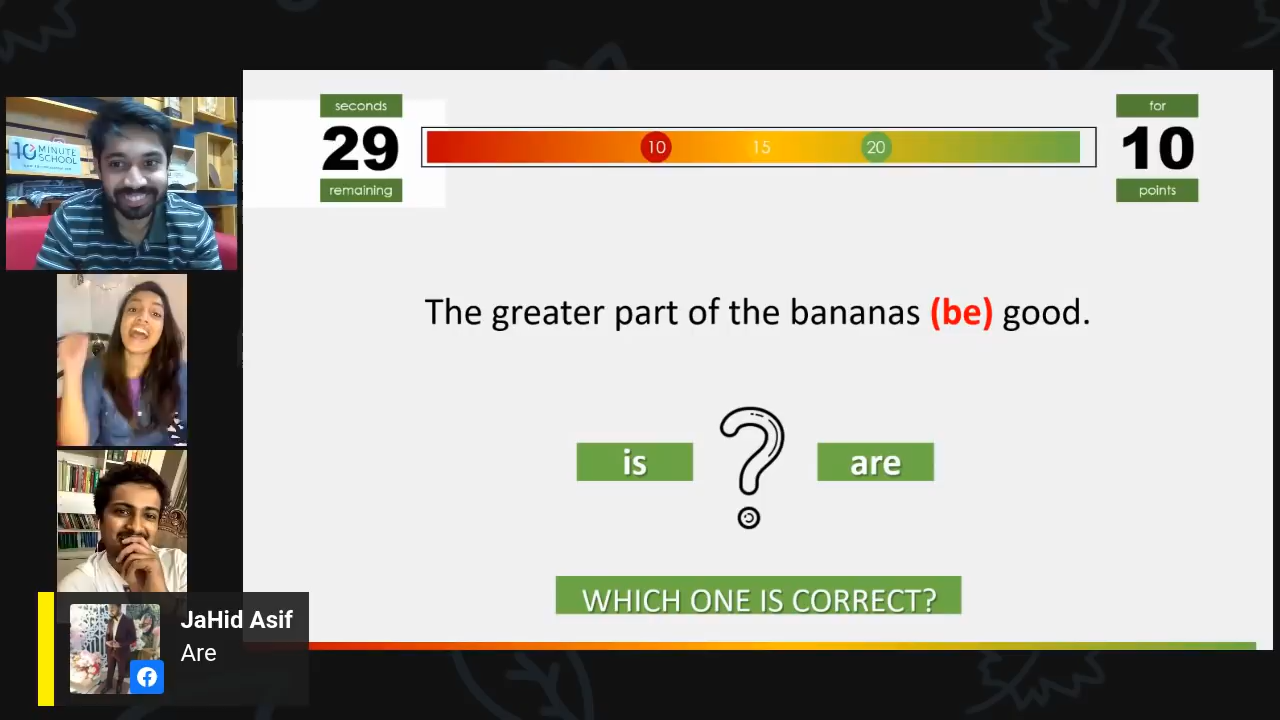 10 MINUTE
SCHOOL
seconds
29
remaining
10
15
20
for
10
points
The greater part of the bananas (be) good.
is
are
WHICH ONE IS CORRECT?
JaHid Asif
Are